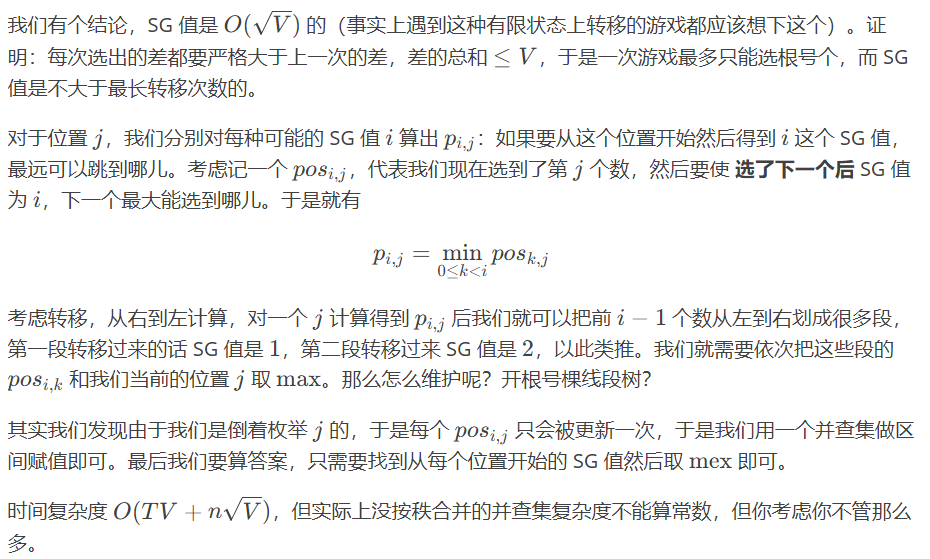 我们有个结论，SG 值是 O(√V) 的（事实上遇到这种有限状态上转移的游戏都应该想下这个）。证
明：每次选出的差都要严格大于上一次的差，差的总和 ≤ V，于是一次游戏最多只能选根号个，而 SG
值是不大于最长转移次数的。
对于位置 j，我们分别对每种可能的 SG 值 i 算出 p_{i,j}：如果要从这个位置开始然后得到 i 这个 SG 值，
最远可以跳到哪儿。考虑记一个 pos_{i,j}，代表我们现在选到了第 j 个数，然后要使 选了下一个后 SG 值
为 i，下一个最大能选到哪儿。于是就有
p_{i,j} = min_{0≤k<i} pos_{k,j}
考虑转移，从右到左计算，对一个 j 计算得到 p_{i,j} 后我们就可以把前 i − 1 个数从左到右划成很多段，
第一段转移过来的话 SG 值是 1，第二段转移过来 SG 值是 2，以此类推。我们就需要依次把这些段的
pos_{i,k} 和我们当前的位置 j 取 max。那么怎么维护呢？开根号棵线段树？
其实我们发现由于我们是倒着枚举 j 的，于是每个 pos_{i,j} 只会被更新一次，于是我们用一个并查集做区
间赋值即可。最后我们要算答案，只需要找到从每个位置开始的 SG 值然后取 mex 即可。
时间复杂度 O(TV + n√V)，但实际上没按秩合并的并查集复杂度不能算常数，但你考虑你不管那么
多。